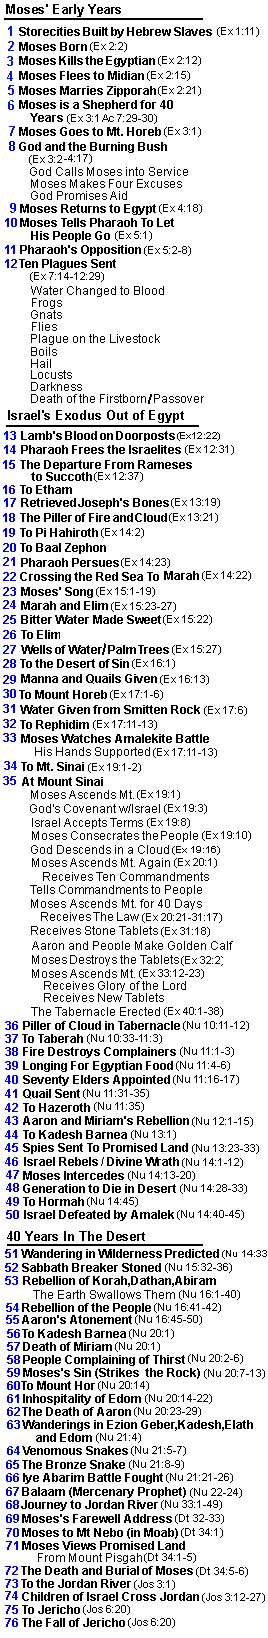 Moses' Early Years
1 Storecities Built by Hebrew Slaves (Ex 1:11)
2 Moses Born (Ex 2:2)
3 Moses Kills the Egyptian (Ex 2:12)
4 Moses Flees to Midian (Ex 2:15)
5 Moses Marries Zipporah (Ex 2:21)
6 Moses is a Shepherd for 40
Years (Ex 3:1 Ac 7:29-30)
7 Moses Goes to Mt. Horeb (Ex 3:1)
8 God and the Burning Bush
(Ex 3:2-4:17)
God Calls Moses into Service
Moses Makes Four Excuses
God Promises Aid
9 Moses Returns to Egypt (Ex 4:18)
10 Moses Tells Pharaoh To Let
His People Go (Ex 5:1)
11 Pharaoh's Opposition (Ex 5:2-8)
12 Ten Plagues Sent
(Ex 7:14-12:29)
Water Changed to Blood
Frogs
Gnats
Flies
Plague on the Livestock
Boils
Hail
Locusts
Darkness
Death of the Firstborn/Passover
Israel's Exodus Out of Egypt
13 Lamb's Blood on Doorposts (Ex12:22)
14 Pharaoh Frees the Israelites (Ex 12:31)
15 The Departure From Rameses
to Succoth (Ex 12:37)
16 To Etham
17 Retrieved Joseph's Bones (Ex 13:19)
18 The Piller of Fire and Cloud (Ex 13:21)
19 To Pi Hahiroth (Ex 14:2)
20 To Baal Zephon
21 Pharaoh Persues (Ex 14:23)
22 Crossing the Red Sea To Marah (Ex 14:22)
23 Moses' Song (Ex 15:1-19)
24 Marah and Elim (Ex 15:23-27)
25 Bitter Water Made Sweet (Ex 15:22)
26 To Elim
27 Wells of Water/Palm Trees (Ex 15:27)
28 To the Desert of Sin (Ex 16:1)
29 Manna and Quails Given (Ex 16:13)
30 To Mount Horeb (Ex 17:1-6)
31 Water Given from Smitten Rock (Ex 17:6)
32 To Rephidim (Ex 17:11-13)
33 Moses Watches Amalekite Battle
His Hands Supported (Ex 17:11-13)
34 To Mt. Sinai (Ex 19:1-2)
35 At Mount Sinai
Moses Ascends Mt. (Ex 19:1)
God's Covenant w/Israel (Ex 19:3)
Israel Accepts Terms (Ex 19:8)
Moses Consecrates the People (Ex 19:10)
God Descends in a Cloud (Ex 19:16)
Moses Ascends Mt. Again (Ex 20:1)
Receives Ten Commandments
Tells Commandments to People
Moses Ascends Mt. for 40 Days
Receives The Law (Ex 20:21-31:17)
Receives Stone Tablets (Ex 31:18)
Aaron and People Make Golden Calf
Moses Destroys the Tablets (Ex 32:2)
Moses Ascends Mt. (Ex 33:12-23)
Receives Glory of the Lord
Receives New Tablets
The Tabernacle Erected (Ex 40:1-38)
36 Piller of Cloud in Tabernacle (Nu 10:11-12)
37 To Taberah (Nu 10:33-11:3)
38 Fire Destroys Complainers (Nu 11:1-3)
39 Longing For Egyptian Food (Nu 11:4-6)
40 Seventy Elders Appointed (Nu 11:16-17)
41 Quail Sent (Nu 11:31-35)
42 To Hazeroth (Nu 11:35)
43 Aaron and Miriam's Rebellion (Nu 12:1-15)
44 To Kadesh Barnea (Nu 13:1)
45 Spies Sent To Promised Land (Nu 13:23-33)
46 Israel Rebels / Divine Wrath (Nu 14:1-12)
47 Moses Intercedes (Nu 14:13-20)
48 Generation to Die in Desert (Nu 14:28-33)
49 To Hormah (Nu 14:45)
50 Israel Defeated by Amalek (Nu 14:40-45)
40 Years In The Desert
51 Wandering in Wilderness Predicted (Nu 14:33
52 Sabbath Breaker Stoned (Nu 15:32-36)
53 Rebellion of Korah,Dathan,Abiram
The Earth Swallows Them (Nu 16:1-40)
54 Rebellion of the People (Nu 16:41-42)
55 Aaron's Atonement (Nu 16:45-50)
56 To Kadesh Barnea (Nu 20:1)
57 Death of Miriam (Nu 20:1)
58 People Complaining of Thirst (Nu 20:2-6)
59 Moses's Sin (Strikes the Rock) (Nu 20:7-13)
60 To Mount Hor (Nu 20:14)
61 Inhospitality of Edom (Nu 20:14-22)
62 The Death of Aaron (Nu 20:23-29)
63 Wanderings in Ezion Geber,Kadesh,Elath
and Edom (Nu 21:4)
64 Venomous Snakes (Nu 21:5-7)
65 The Bronze Snake (Nu 21:8-9)
66 Iye Abarim Battle Fought (Nu 21:21-26)
67 Balaam (Mercenary Prophet) (Nu 22-24)
68 Journey to Jordan River (Nu 33:1-49)
69 Moses's Farewell Address (Dt 32-33)
70 Moses to Mt Nebo (in Moab) (Dt 34:1)
71 Moses Views Promised Land
From Mount Pisgah (Dt 34:1-5)
72 The Death and Burial of Moses (Dt 34:5-6)
73 To the Jordan River (Jos 3:1)
74 Children of Israel Cross Jordan (Jos 3:12-27)
75 To Jericho (Jos 6:20)
76 The Fall of Jericho (Jos 6:20)